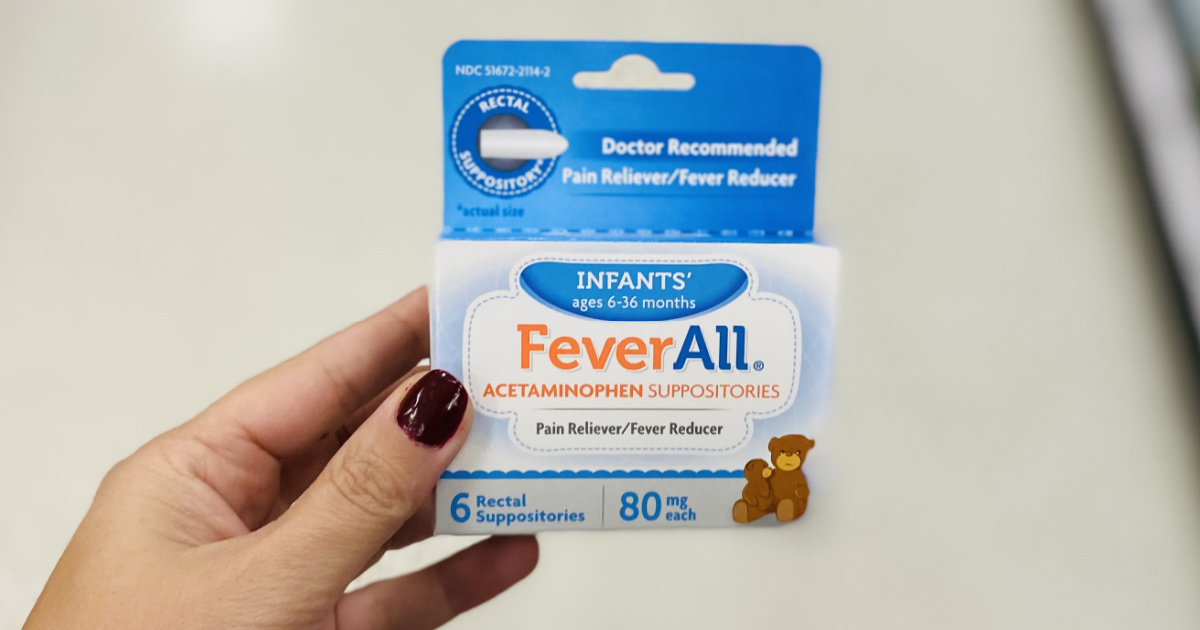 NDC 51672-2114-2
RECTAL
SUPPOSITORY*
*actual size
Doctor Recommended
Pain Reliever/Fever Reducer
INFANTS'
ages 6-36 months
FeverAll®
ACETAMINOPHEN SUPPOSITORIES
Pain Reliever/Fever Reducer
6 Rectal
Suppositories
80 mg
each